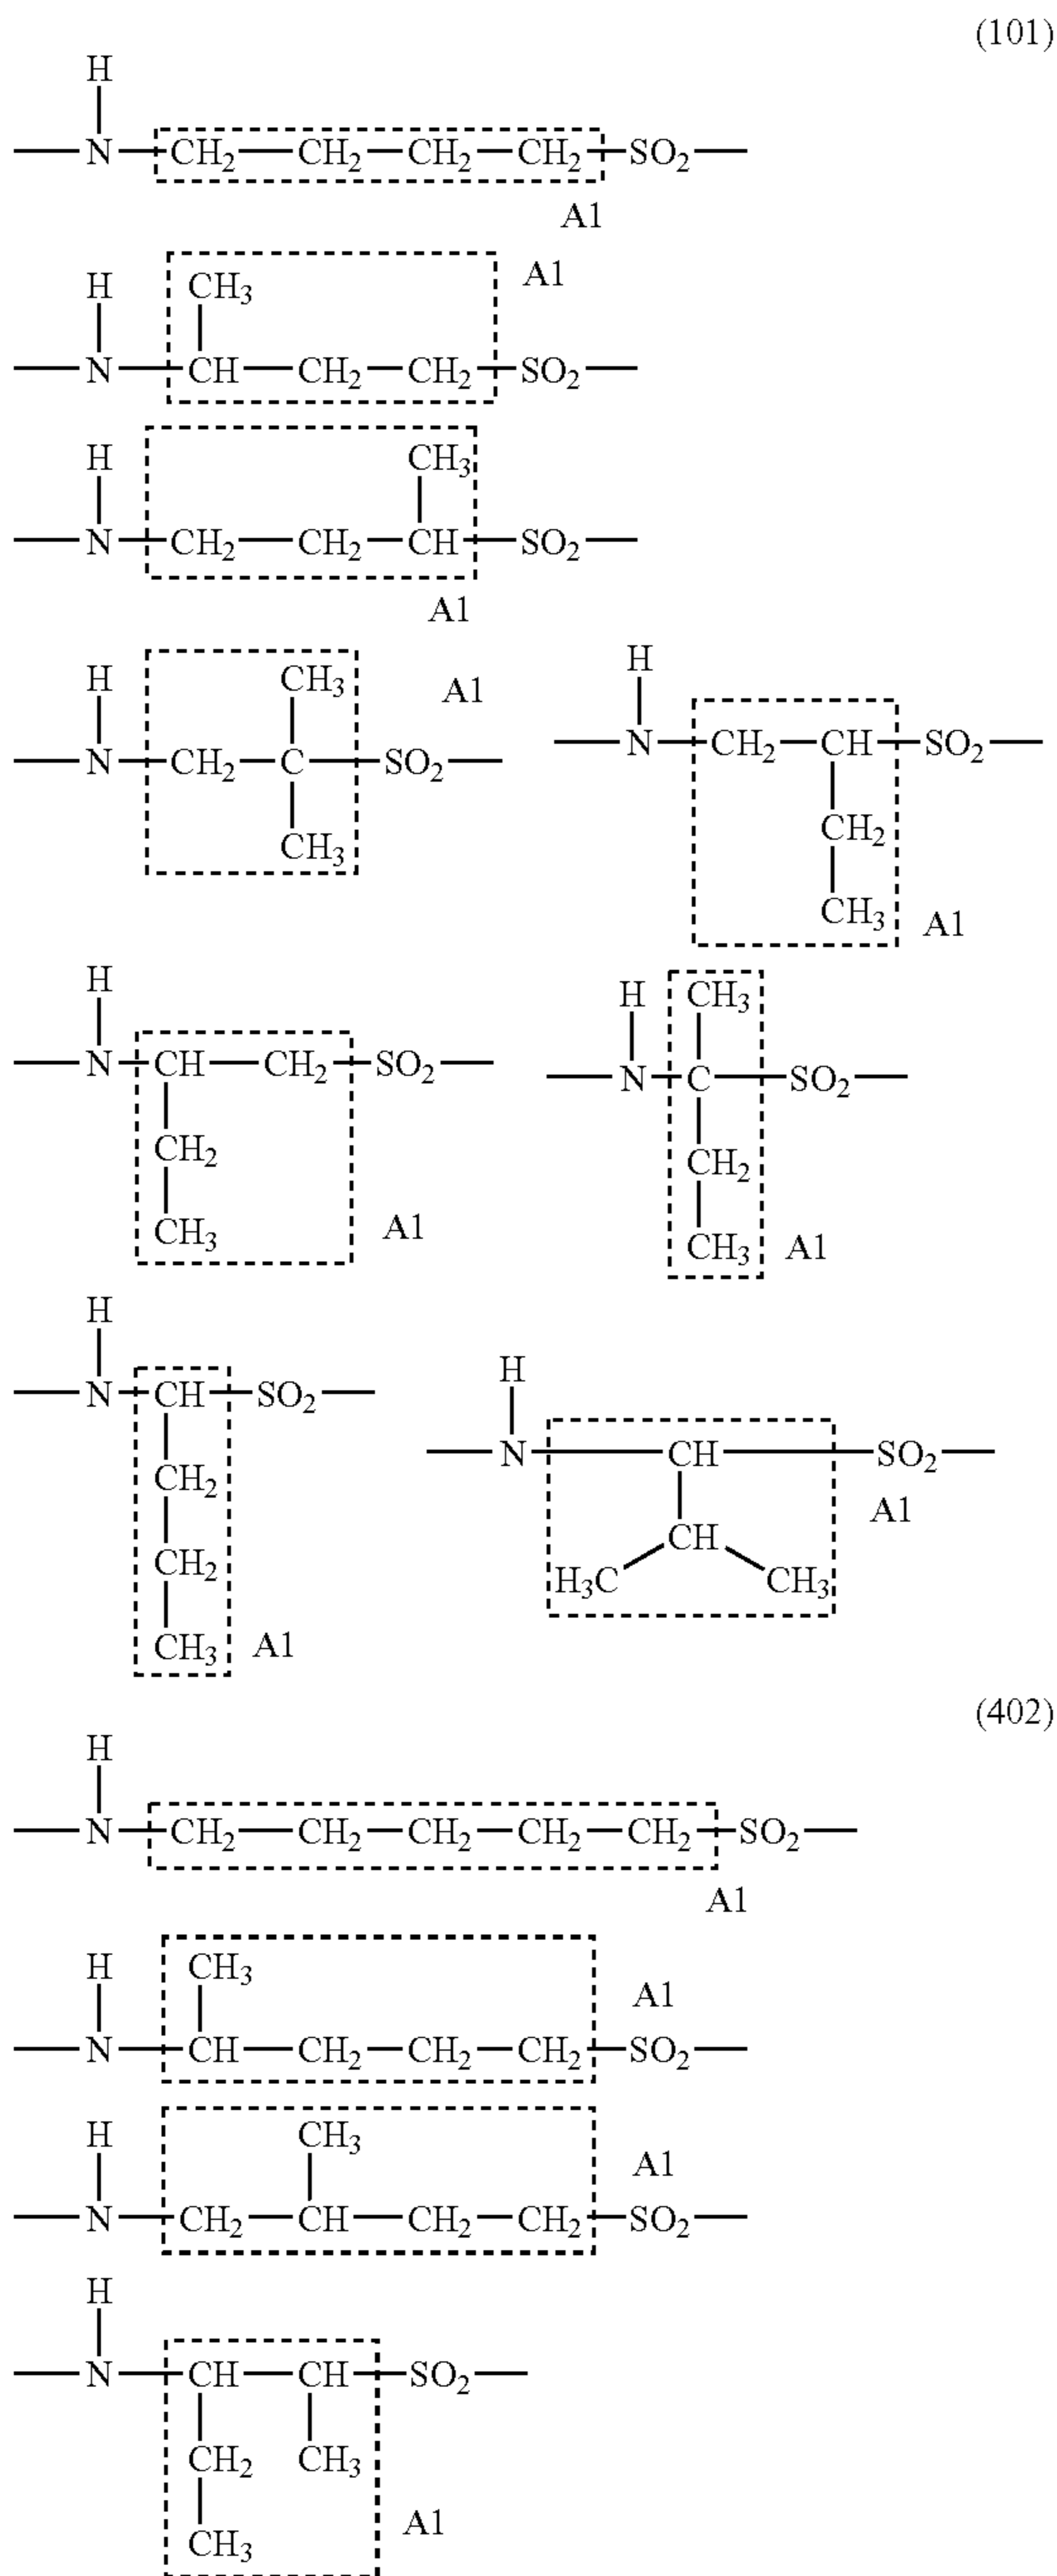 (101)
H
N CH₂ CH₂ CH₂ CH₂ SO₂
A1
H CH₃ A1
N CH CH₂ CH₂ SO₂
H CH₃
N CH₂ CH₂ CH SO₂
A1
H CH₃ A1
N CH₂ C SO₂
CH₃
H
N CH₂ CH SO₂
CH₂
CH₃ A1
H
N CH CH₂ SO₂
CH₂
CH₃ A1
H CH₃
N C SO₂
CH₂
CH₃ A1
H
N CH SO₂
CH₂
CH₂
CH₃ A1
H
N CH SO₂
A1
CH
H₃C CH₃
(402)
H
N CH₂ CH₂ CH₂ CH₂ CH₂ SO₂
A1
H CH₃ A1
N CH CH₂ CH₂ CH₂ SO₂
H CH₃ A1
N CH₂ CH CH₂ CH₂ SO₂
H
N CH CH SO₂
CH₂ CH₃
CH₃ A1